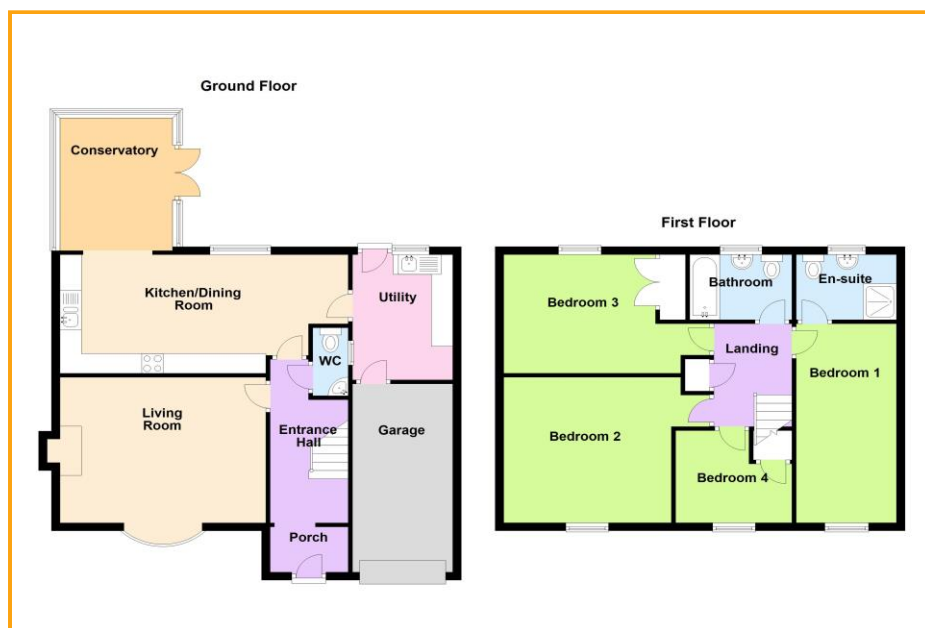 Ground Floor
Conservatory
Kitchen/Dining
Room
Utility
WC
Living
Room
Entrance
Hall
Garage
Porch
First Floor
Bedroom 3
Bathroom
En-suite
Landing
Bedroom 1
Bedroom 2
Bedroom 4